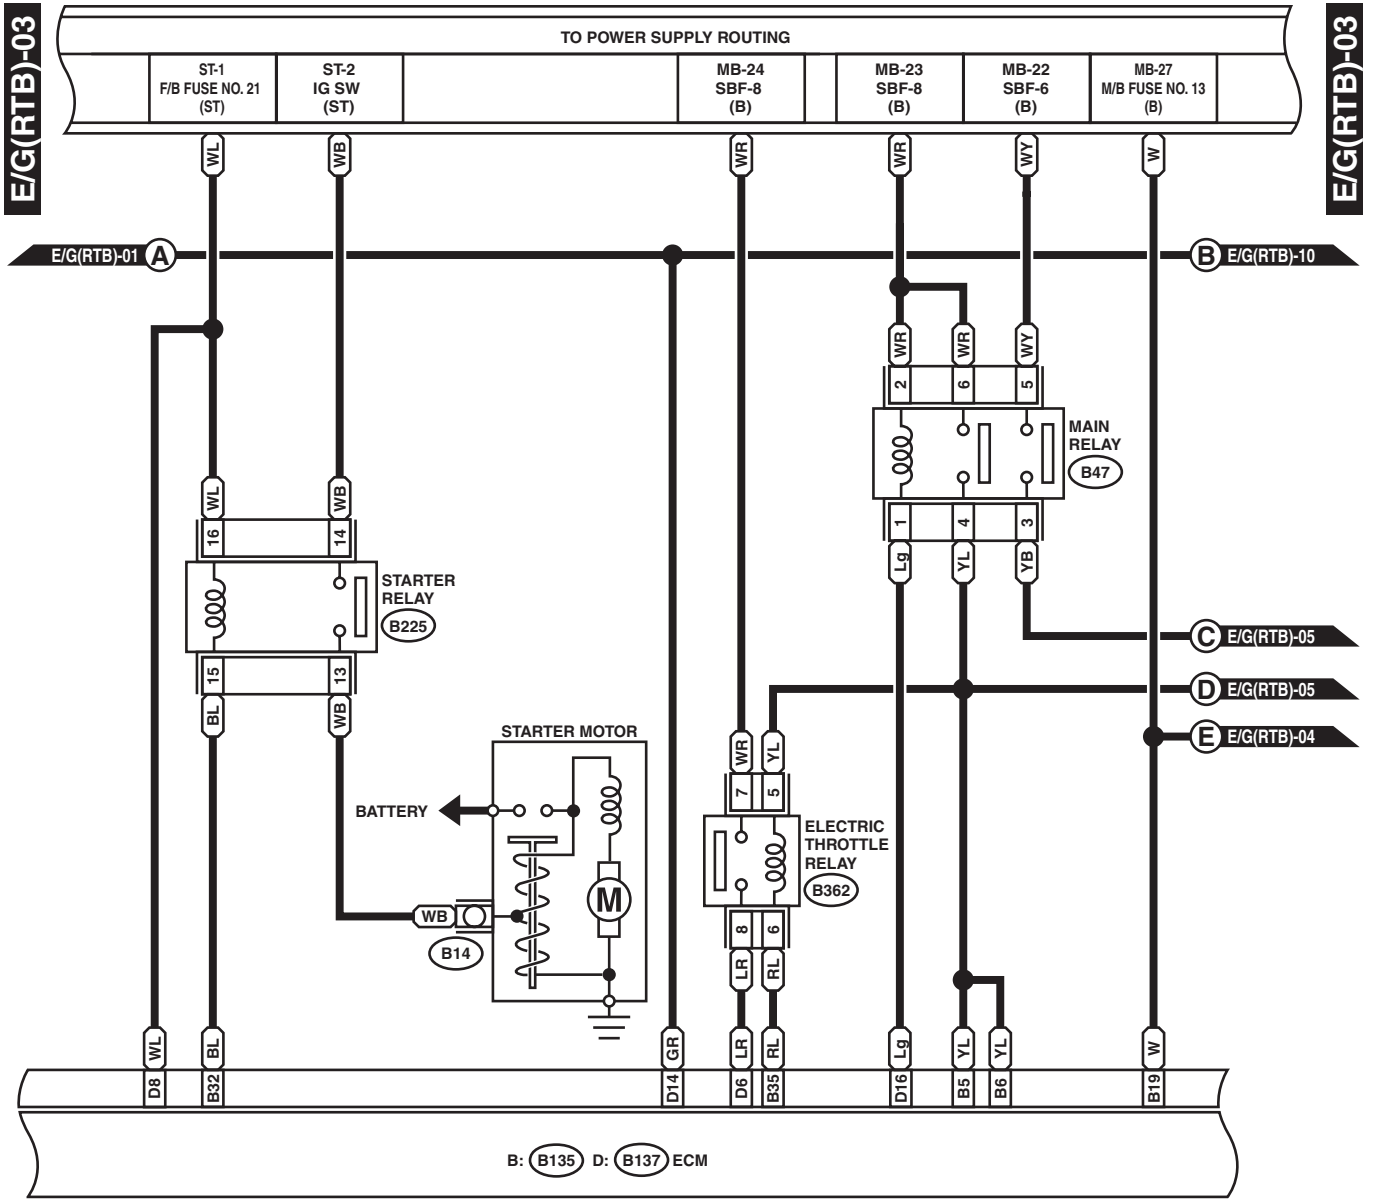 E/G(RTB)-03
E/G(RTB)-03
TO POWER SUPPLY ROUTING
ST-1
F/B FUSE NO. 21
(ST)
ST-2
IG SW
(ST)
MB-24
SBF-8
(B)
MB-23
SBF-8
(B)
MB-22
SBF-6
(B)
MB-27
M/B FUSE NO. 13
(B)
WL
WB
WR
WR
WY
W
E/G(RTB)-01
A
B
E/G(RTB)-10
WR
WR
WY
2
6
5
MAIN
RELAY
B47
1
4
3
Lg
YL
YB
WL
WB
16
14
STARTER
RELAY
B225
15
13
BL
WB
C
E/G(RTB)-05
D
E/G(RTB)-05
E
E/G(RTB)-04
STARTER MOTOR
BATTERY
M
WB
B14
WR
YL
7
5
ELECTRIC
THROTTLE
RELAY
B362
8
6
LR
RL
WL
BL
GR
LR
RL
Lg
YL
YL
W
D8
B32
D14
D6
B35
D16
B5
B6
B19
B: B135 D: B137 ECM